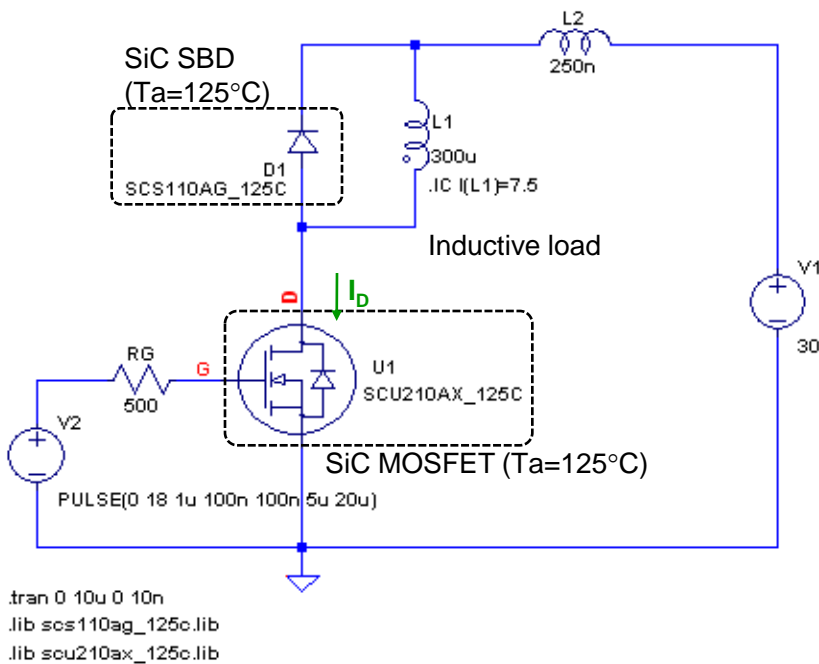 L2
250n
SiC SBD
(Ta=125°C)
D1
SCS110AG_125C
L1
300u
.IC I(L1)=7.5
Inductive load
V1
30
D
I_D
RG
500
G
U1
SCU210AX_125C
V2
SiC MOSFET (Ta=125°C)
PULSE(0 18 1u 100n 100n 5u 20u)
.tran 0 10u 0 10n
.lib scs110ag_125c.lib
.lib scu210ax_125c.lib